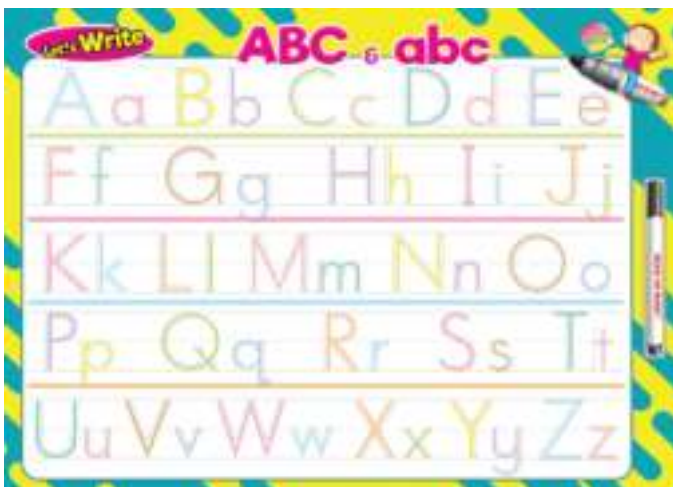 Let's Write
ABC & abc
Aa Bb Cc Dd Ee
Ff Gg Hh Ii Jj
Kk Ll Mm Nn Oo
Pp Qq Rr Ss Tt
Uu Vv Ww Xx Yy Zz